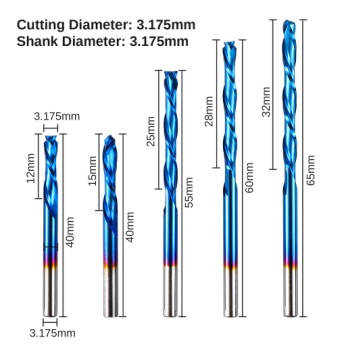 Cutting Diameter: 3.175mm
Shank Diameter: 3.175mm
3.175mm
12mm
40mm
3.175mm
15mm
40mm
25mm
55mm
28mm
60mm
32mm
65mm